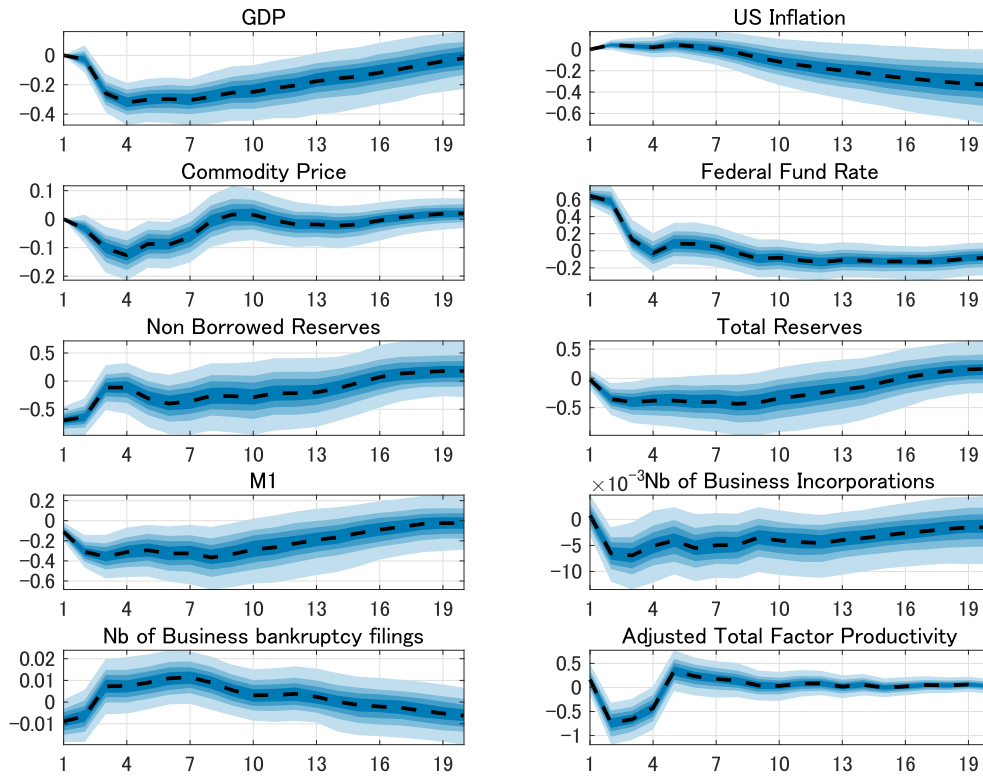 GDP
0
−0.2
−0.4
1 4 7 10 13 16 19
US Inflation
0
−0.2
−0.4
−0.6
1 4 7 10 13 16 19
Commodity Price
0.1
0
−0.1
−0.2
1 4 7 10 13 16 19
Federal Fund Rate
0.6
0.4
0.2
0
−0.2
1 4 7 10 13 16 19
Non Borrowed Reserves
0.5
0
−0.5
1 4 7 10 13 16 19
Total Reserves
0.5
0
−0.5
1 4 7 10 13 16 19
M1
0.2
0
−0.2
−0.4
−0.6
1 4 7 10 13 16 19
×10⁻³Nb of Business Incorporations
0
−5
−10
1 4 7 10 13 16 19
Nb of Business bankruptcy filings
0.02
0.01
0
−0.01
1 4 7 10 13 16 19
Adjusted Total Factor Productivity
0.5
0
−0.5
−1
1 4 7 10 13 16 19